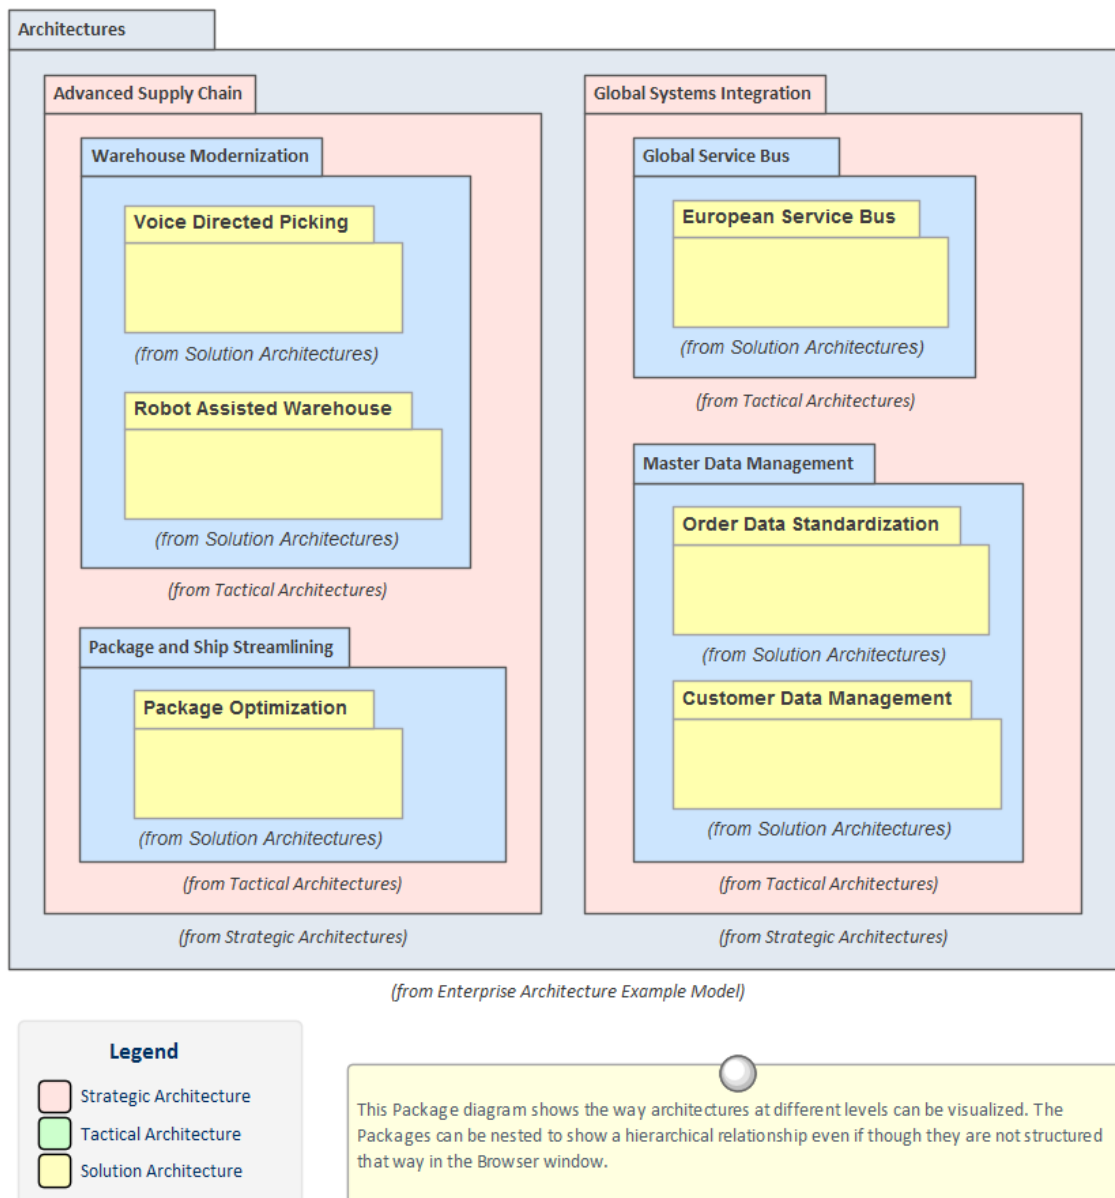 Architectures
Advanced Supply Chain
Warehouse Modernization
Voice Directed Picking
(from Solution Architectures)
Robot Assisted Warehouse
(from Solution Architectures)
(from Tactical Architectures)
Package and Ship Streamlining
Package Optimization
(from Solution Architectures)
(from Tactical Architectures)
(from Strategic Architectures)
Global Systems Integration
Global Service Bus
European Service Bus
(from Solution Architectures)
(from Tactical Architectures)
Master Data Management
Order Data Standardization
(from Solution Architectures)
Customer Data Management
(from Solution Architectures)
(from Tactical Architectures)
(from Strategic Architectures)
(from Enterprise Architecture Example Model)
Legend
Strategic Architecture
Tactical Architecture
Solution Architecture
This Package diagram shows the way architectures at different levels can be visualized. The
Packages can be nested to show a hierarchical relationship even if though they are not structured
that way in the Browser window.